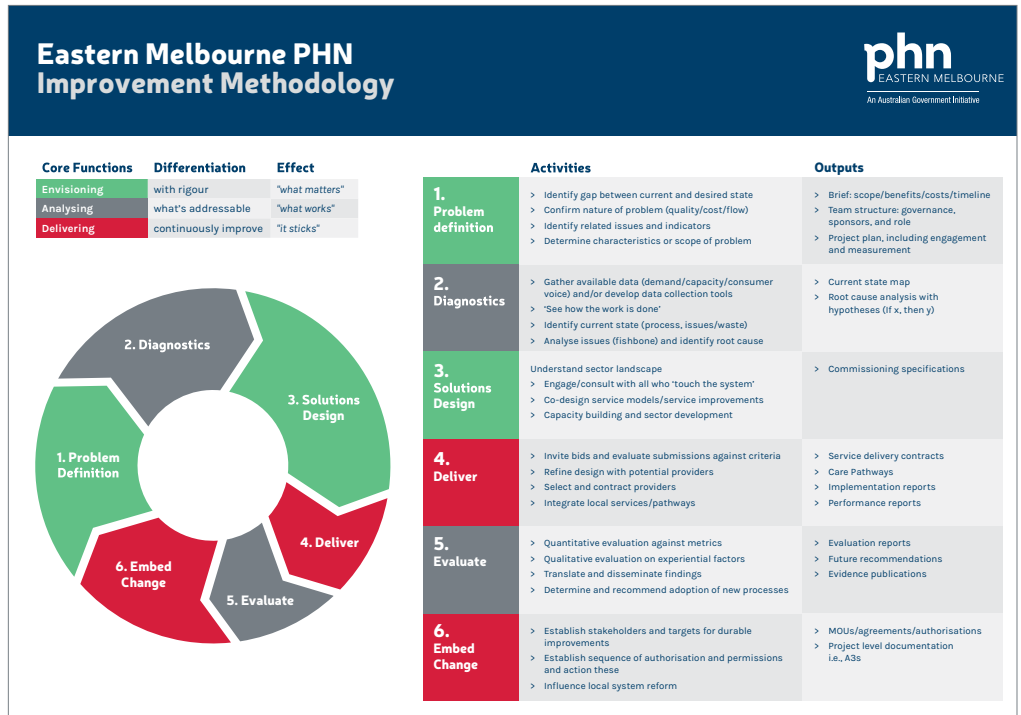 Eastern Melbourne PHN
Improvement Methodology
phn
EASTERN MELBOURNE
An Australian Government Initiative
Core Functions Differentiation Effect
Envisioning with rigour "what matters"
Analysing what's addressable "what works"
Delivering continuously improve "it sticks"
2. Diagnostics
3. Solutions
Design
1. Problem
Definition
4. Deliver
6. Embed
Change
5. Evaluate
Activities Outputs
1.
Problem
definition
> Identify gap between current and desired state
> Confirm nature of problem (quality/cost/flow)
> Identify related issues and indicators
> Determine characteristics or scope of problem
> Brief: scope/benefits/costs/timeline
> Team structure: governance,
sponsors, and role
> Project plan, including engagement
and measurement
2.
Diagnostics
> Gather available data (demand/capacity/consumer
voice) and/or develop data collection tools
> ‘See how the work is done’
> Identify current state (process, issues/waste)
> Analyse issues (fishbone) and identify root cause
> Current state map
> Root cause analysis with
hypotheses (If x, then y)
3.
Solutions
Design
Understand sector landscape
> Engage/consult with all who ‘touch the system’
> Co-design service models/service improvements
> Capacity building and sector development
> Commissioning specifications
4.
Deliver
> Invite bids and evaluate submissions against criteria
> Refine design with potential providers
> Select and contract providers
> Integrate local services/pathways
> Service delivery contracts
> Care Pathways
> Implementation reports
> Performance reports
5.
Evaluate
> Quantitative evaluation against metrics
> Qualitative evaluation on experiential factors
> Translate and disseminate findings
> Determine and recommend adoption of new processes
> Evaluation reports
> Future recommendations
> Evidence publications
6.
Embed
Change
> Establish stakeholders and targets for durable
improvements
> Establish sequence of authorisation and permissions
and action these
> Influence local system reform
> MOUs/agreements/authorisations
> Project level documentation
i.e., A3s